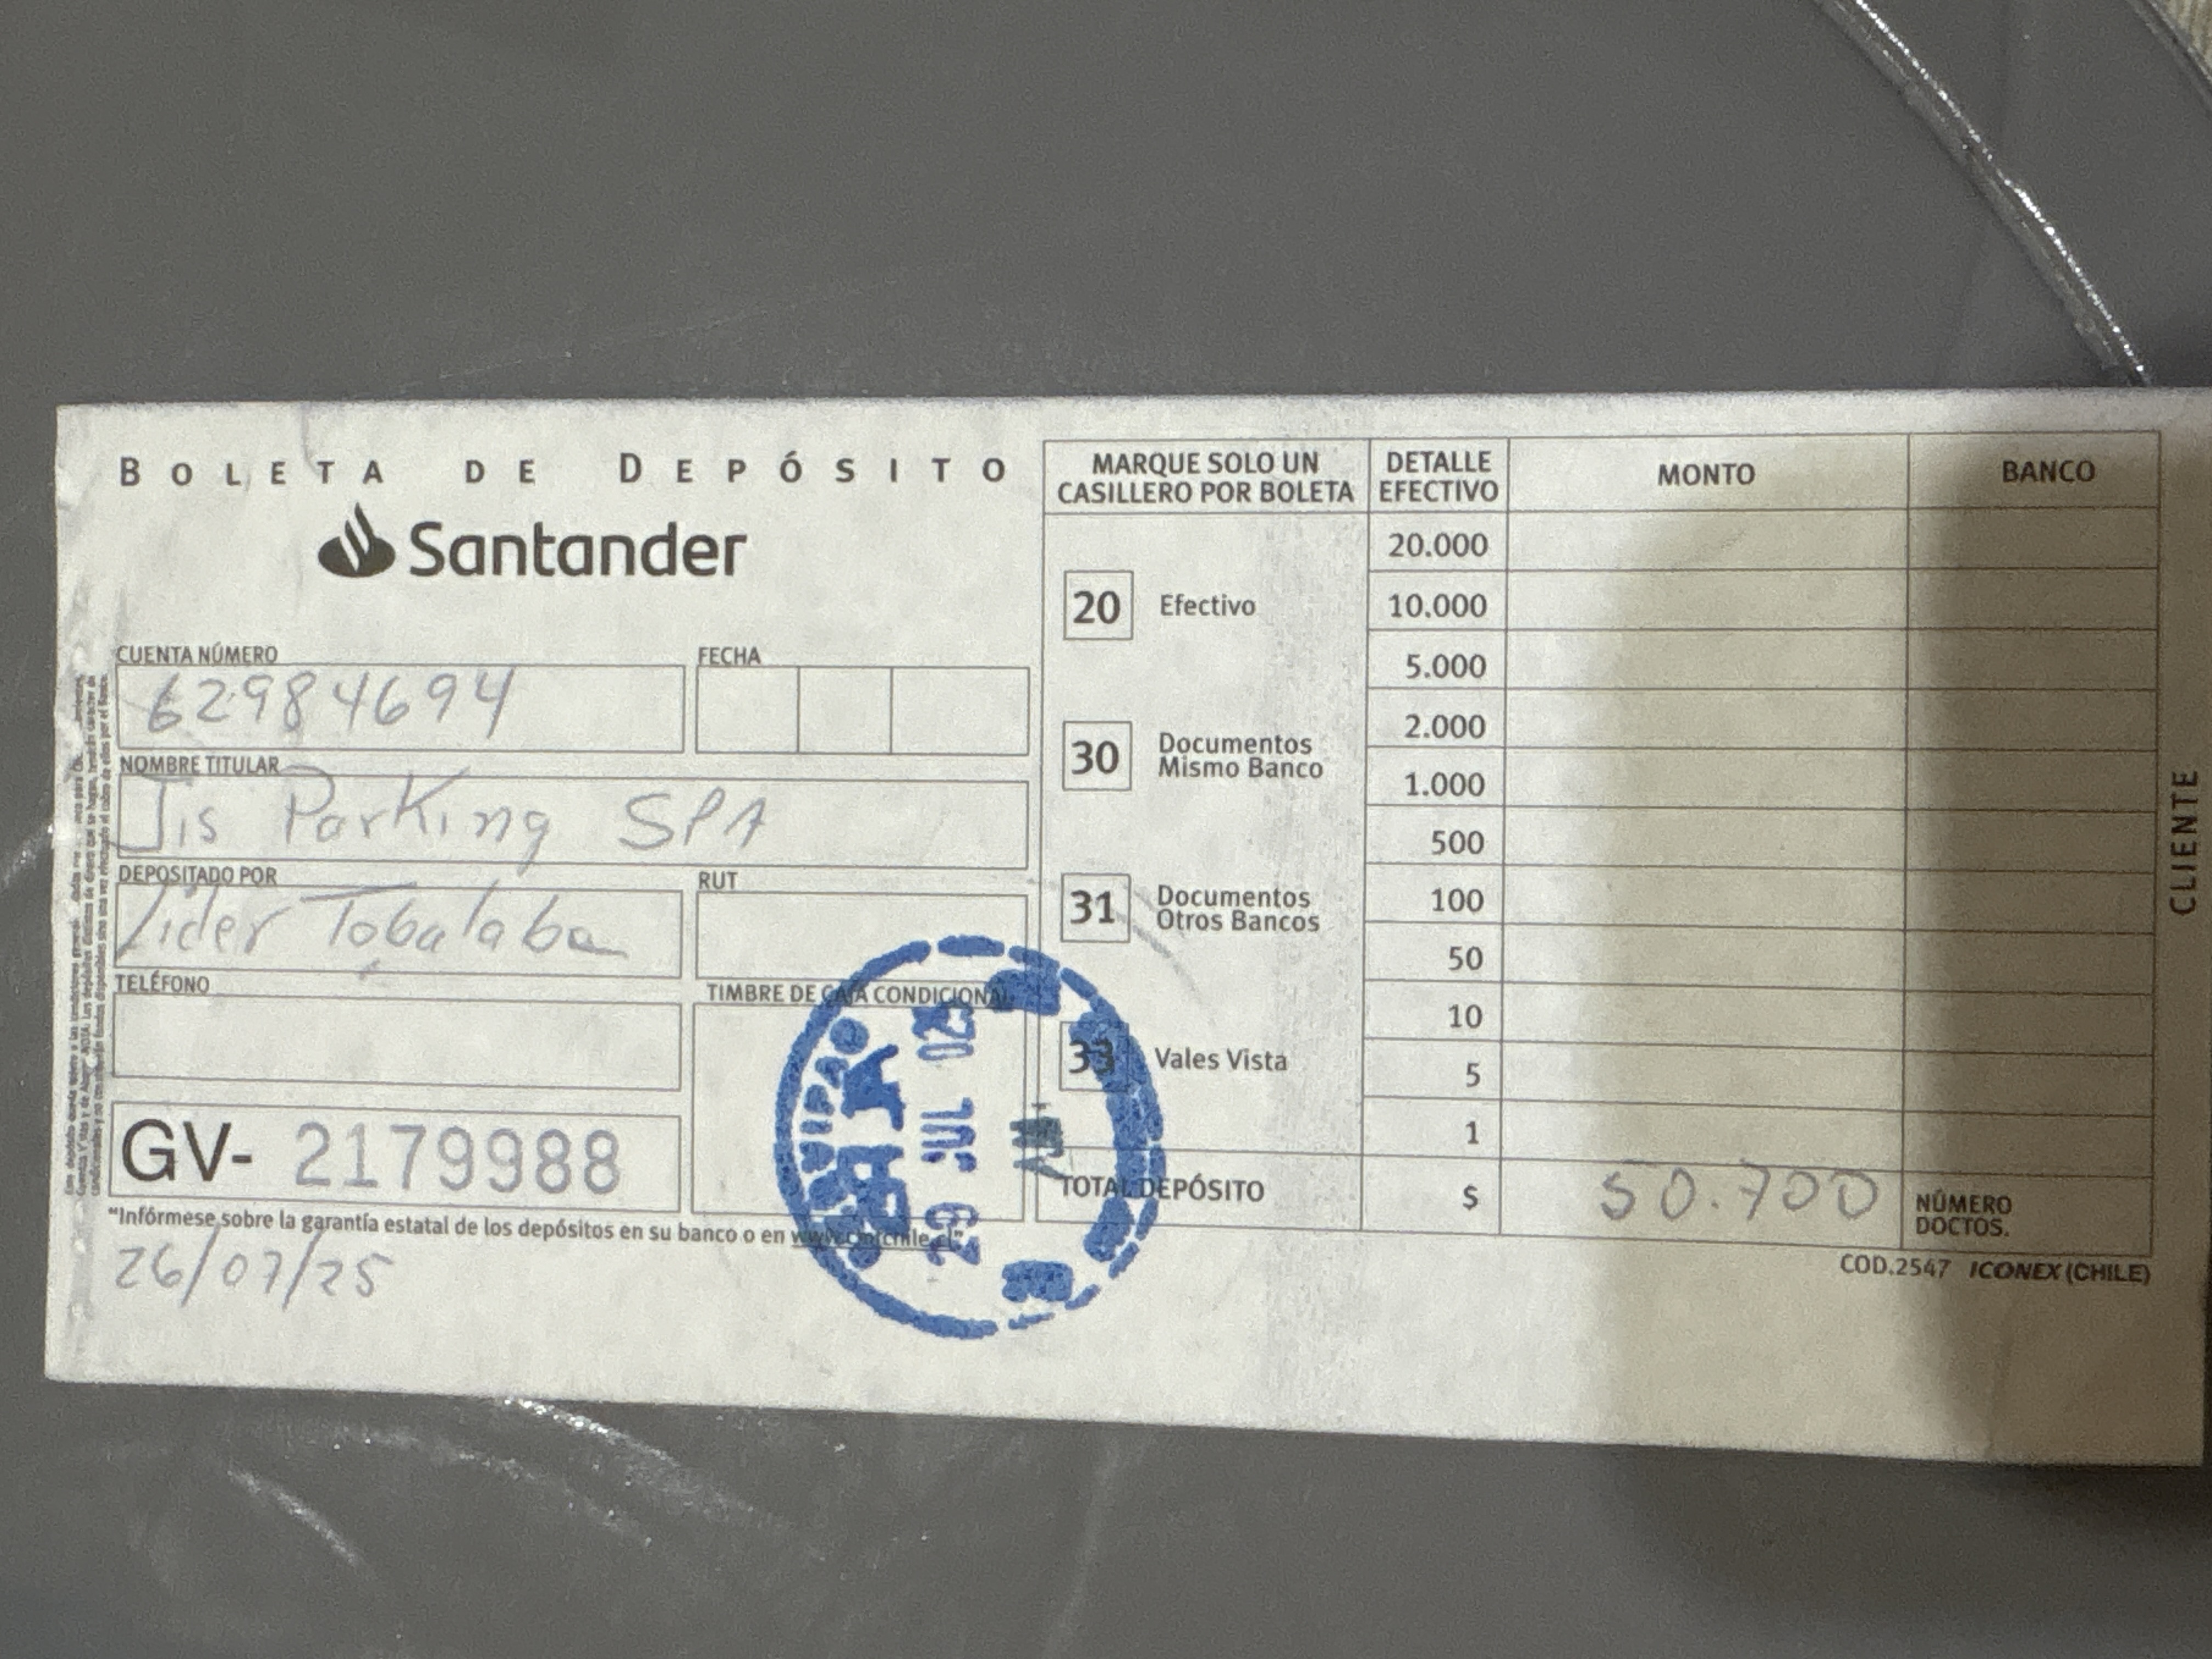 BOLETA DE DEPÓSITO
Santander
CUENTA NÚMERO
62984694
FECHA
NOMBRE TITULAR
Jis Parking SPA
DEPOSITADO POR
Lider Tobalaba
RUT
TELÉFONO
TIMBRE DE CAJA CONDICIONAL
GV- 2179988
"Infórmese sobre la garantía estatal de los depósitos en su banco o en www.cmfchile.cl"
26/07/25
MARQUE SOLO UN
CASILLERO POR BOLETA
20 Efectivo
30 Documentos
Mismo Banco
31 Documentos
Otros Bancos
33 Vales Vista
TOTAL DEPÓSITO
DETALLE
EFECTIVO
MONTO
BANCO
20.000
10.000
5.000
2.000
1.000
500
100
50
10
5
1
$ 50.700
NÚMERO
DOCTOS.
COD.2547 ICONEX (CHILE)
CLIENTE